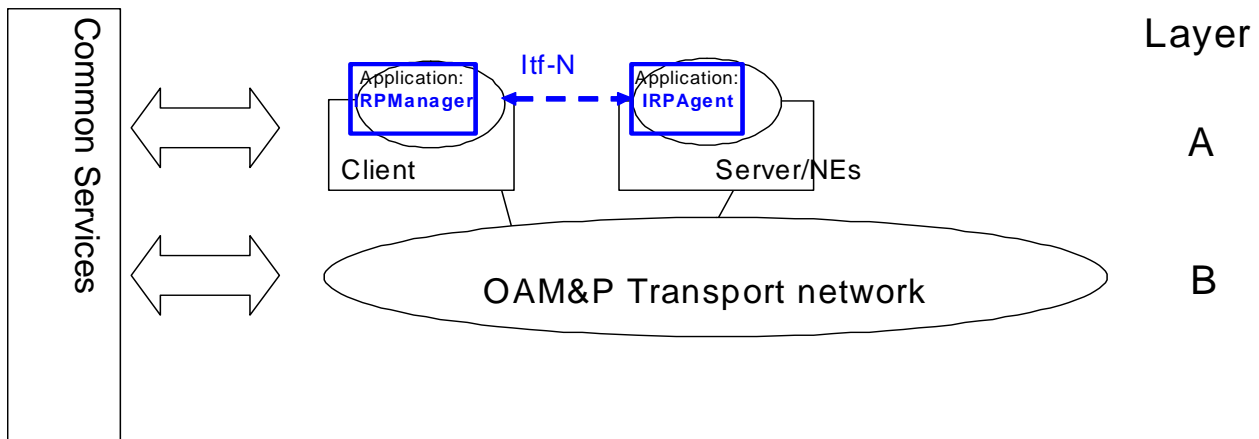 Common Services
Layer
Itf-N
Application:
IRPManager
Application:
IRPAgent
Client
Server/NEs
A
OAM&P Transport network
B